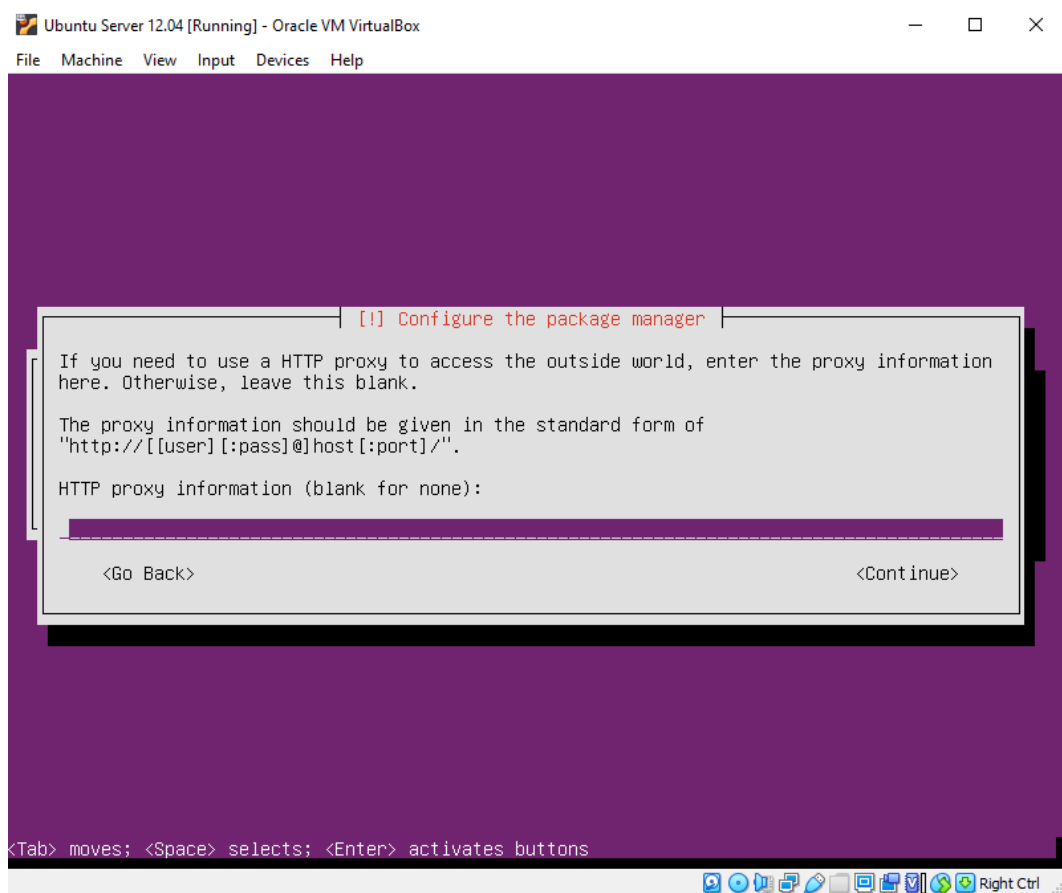 Ubuntu Server 12.04 [Running] - Oracle VM VirtualBox
File Machine View Input Devices Help
[!] Configure the package manager
If you need to use a HTTP proxy to access the outside world, enter the proxy information
here. Otherwise, leave this blank.
The proxy information should be given in the standard form of
"http://[[user][:pass]@]host[:port]/".
HTTP proxy information (blank for none):
<Go Back> <Continue>
<Tab> moves; <Space> selects; <Enter> activates buttons
Right Ctrl